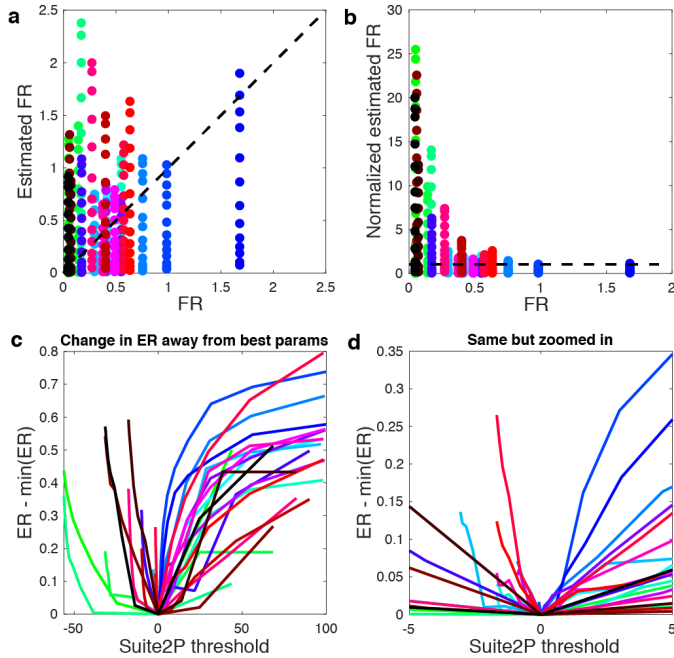 a
2.5
2
1.5
1
0.5
0
Estimated FR
0 0.5 1 1.5 2 2.5
FR
b
30
25
20
15
10
5
0
Normalized estimated FR
0 0.5 1 1.5 2
FR
c
Change in ER away from best params
0.8
0.7
0.6
0.5
0.4
0.3
0.2
0.1
0
ER - min(ER)
-50 0 50 100
Suite2P threshold
d
Same but zoomed in
0.35
0.3
0.25
0.2
0.15
0.1
0.05
0
ER - min(ER)
-5 0 5
Suite2P threshold